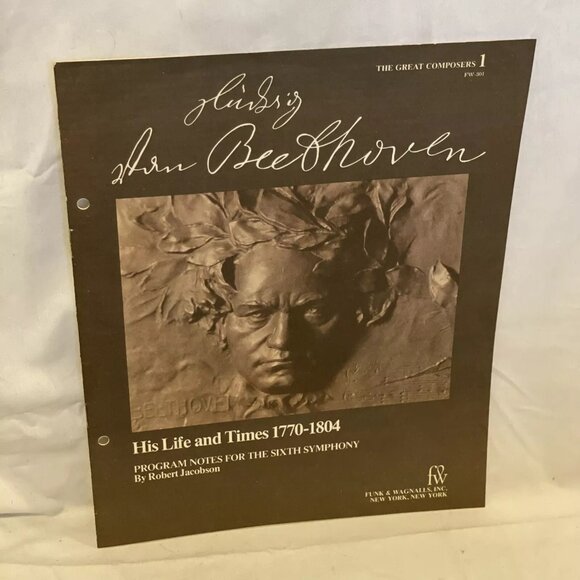 THE GREAT COMPOSERS 1
FW-301
Ludwig
van Beethoven
BEETHOVEN
His Life and Times 1770-1804
PROGRAM NOTES FOR THE SIXTH SYMPHONY
By Robert Jacobson
fw
FUNK & WAGNALLS, INC.
NEW YORK, NEW YORK